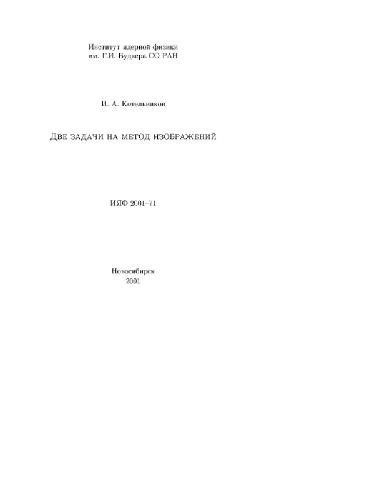 Институт ядерной физики
им. Г.И. Будкера СО РАН
И. А. Котельников
Две задачи на метод изображений
ИЯФ 2001–71
Новосибирск
2001